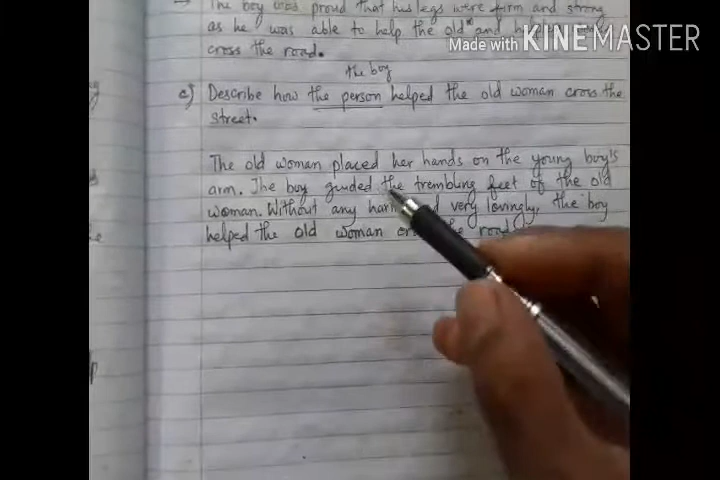 The boy was proud that his legs were firm and strong
as he was able to help the old and
cross the road.
Made with KINEMASTER
the boy
c) Describe how the person helped the old woman cross the
street.
The old woman placed her hands on the young boy's
arm. The boy guided the trembling feet of the old
woman. Without any very lovingly, the boy
helped the old woman the road